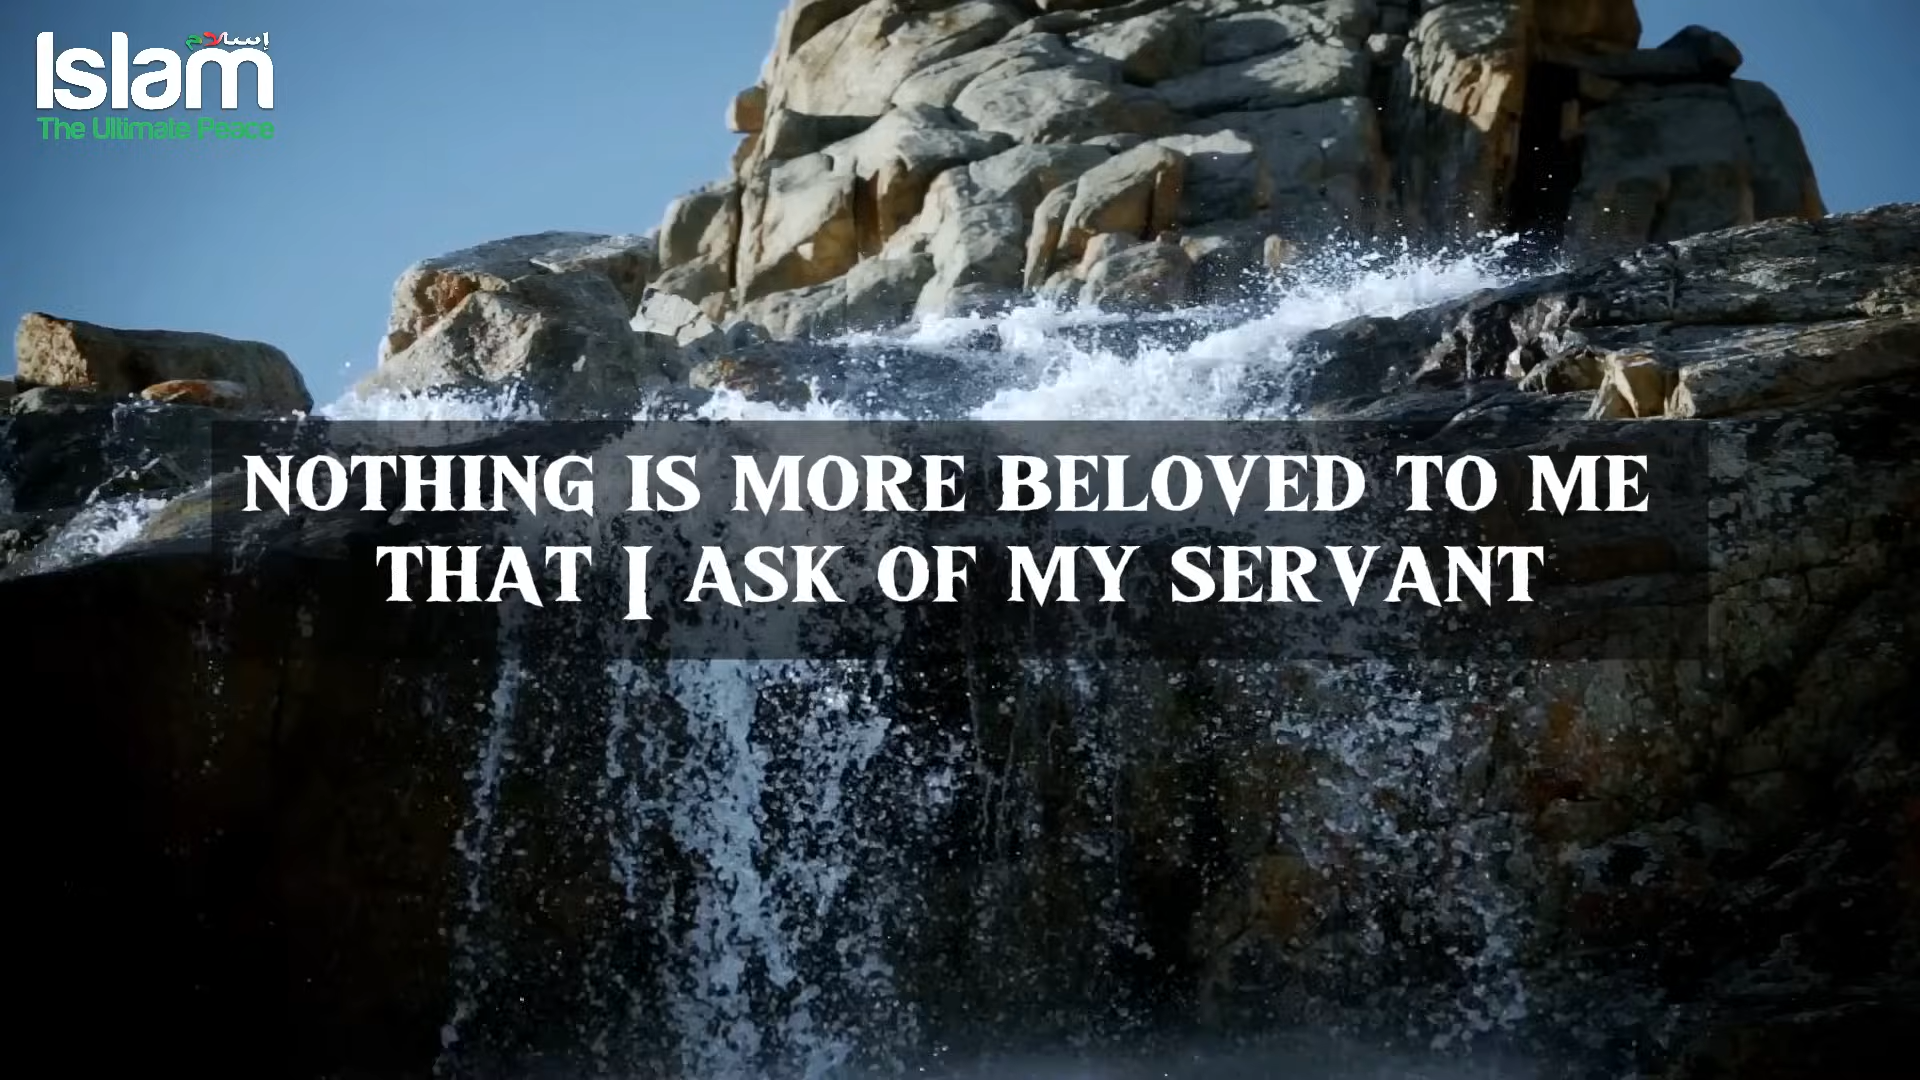 إسلام
Islam
The Ultimate Peace
NOTHING IS MORE BELOVED TO ME
THAT I ASK OF MY SERVANT